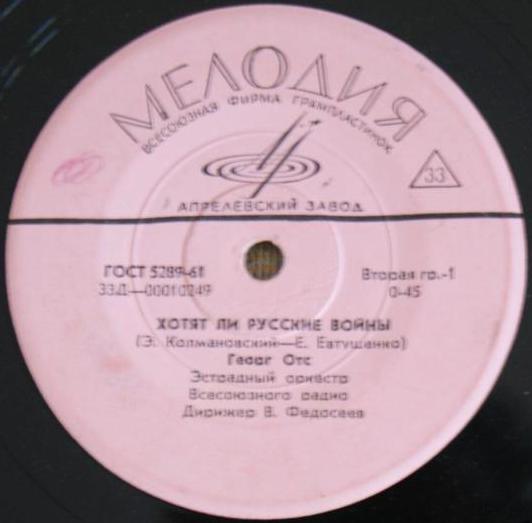 МЕЛОДИЯ
ВСЕСОЮЗНАЯ ФИРМА ГРАМПЛАСТИНОК
33
АПРЕЛЕВСКИЙ ЗАВОД
ГОСТ 5289-61
Вторая гр.-1
33Д—00010249
0-45
ХОТЯТ ЛИ РУССКИЕ ВОЙНЫ
(Э. Колмановский—Е. Евтушенко)
Георг Отс
Эстрадный оркестр
Всесоюзного радио
Дирижер В. Федосеев